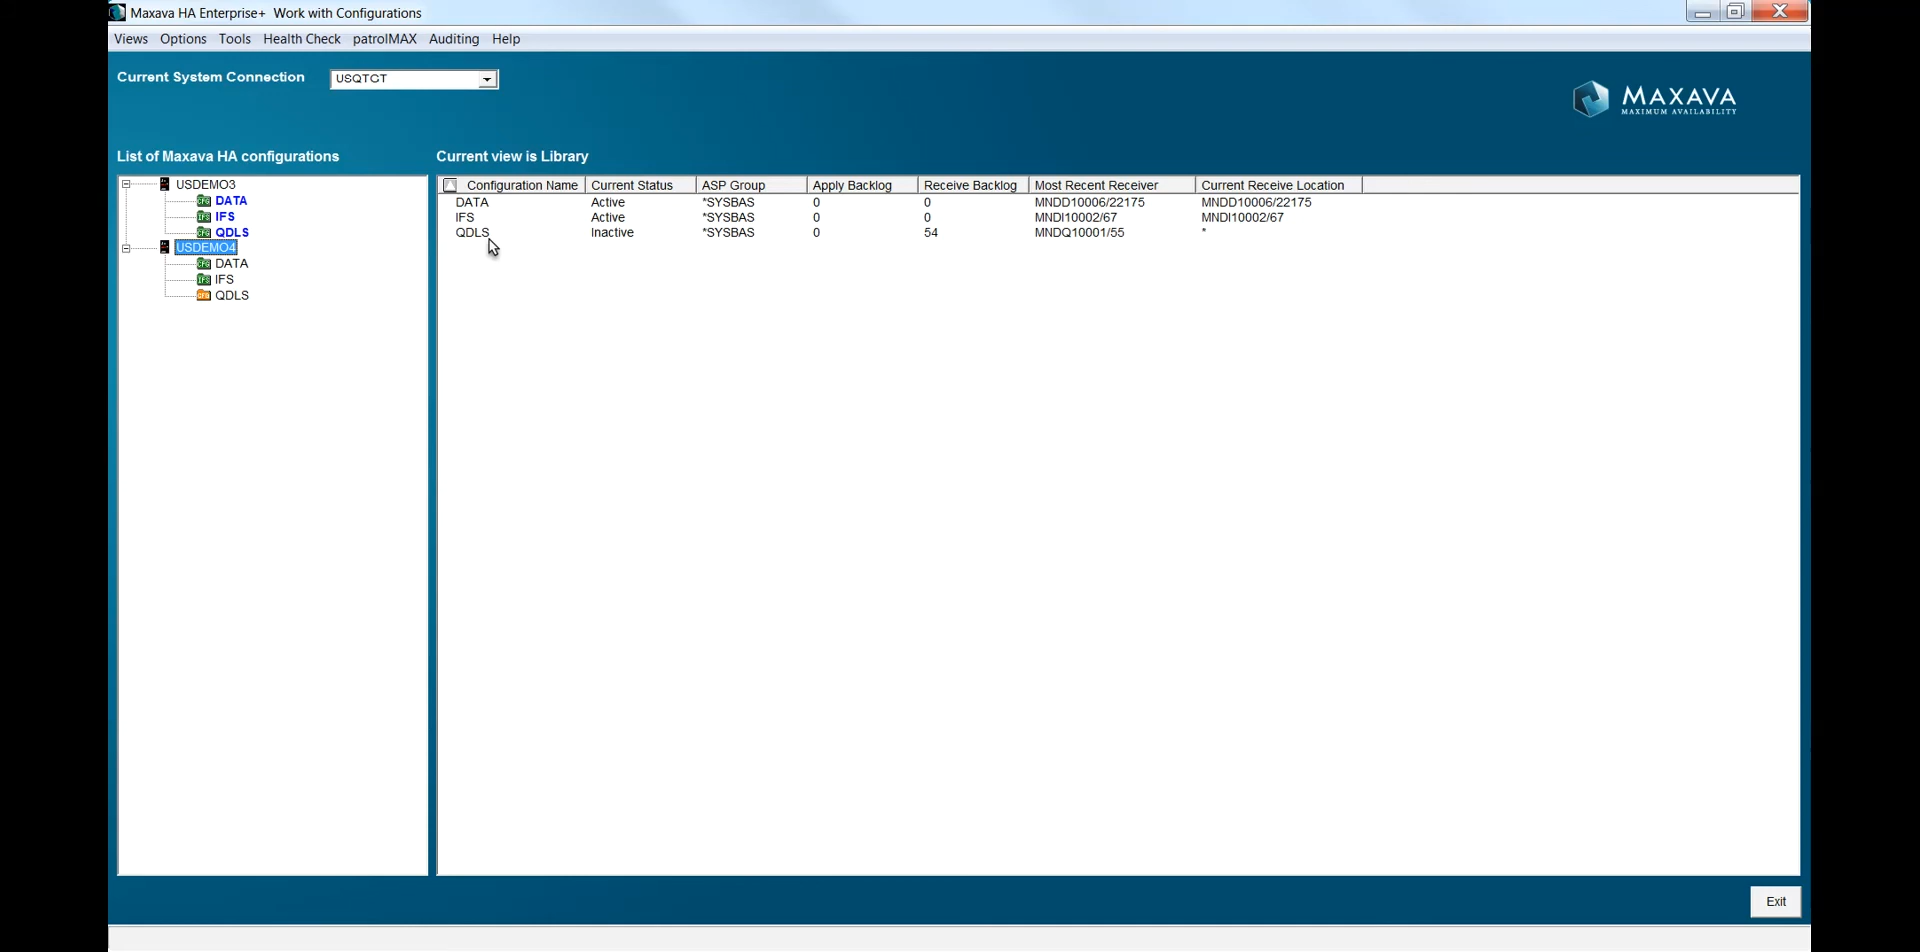 Maxava HA Enterprise+ Work with Configurations
Views Options Tools Health Check patrolMAX Auditing Help
Current System Connection USQTGT
MAXAVA
MAXIMUM AVAILABILITY
List of Maxava HA configurations
Current view is Library
USDEMO3
DATA
IFS
QDLS
USDEMO4
DATA
IFS
QDLS
Configuration Name Current Status ASP Group Apply Backlog Receive Backlog Most Recent Receiver Current Receive Location
DATA Active *SYSBAS 0 0 MNDD10006/22175 MNDD10006/22175
IFS Active *SYSBAS 0 0 MNDI10002/67 MNDI10002/67
QDLS Inactive *SYSBAS 0 54 MNDQ10001/55 *
Exit